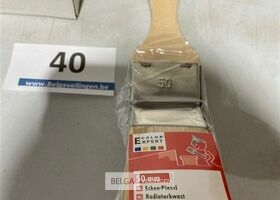 40
www.Belgaveilingen.be
50
COLOR
EXPERT
50 mm
Ecken-Pinsel
Radiatorkwast
BELGA